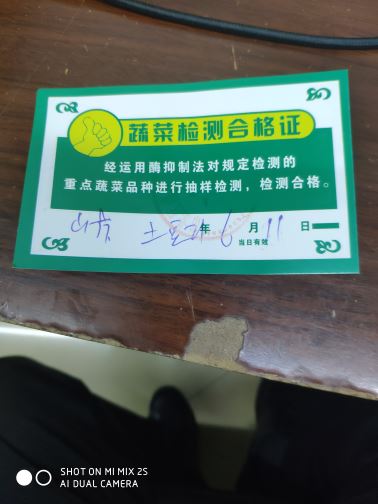 蔬菜检测合格证
经运用酶抑制法对规定检测的
重点蔬菜品种进行抽样检测，检测合格。
年 6 月 11 日
当日有效
SHOT ON MI MIX 2S
AI DUAL CAMERA